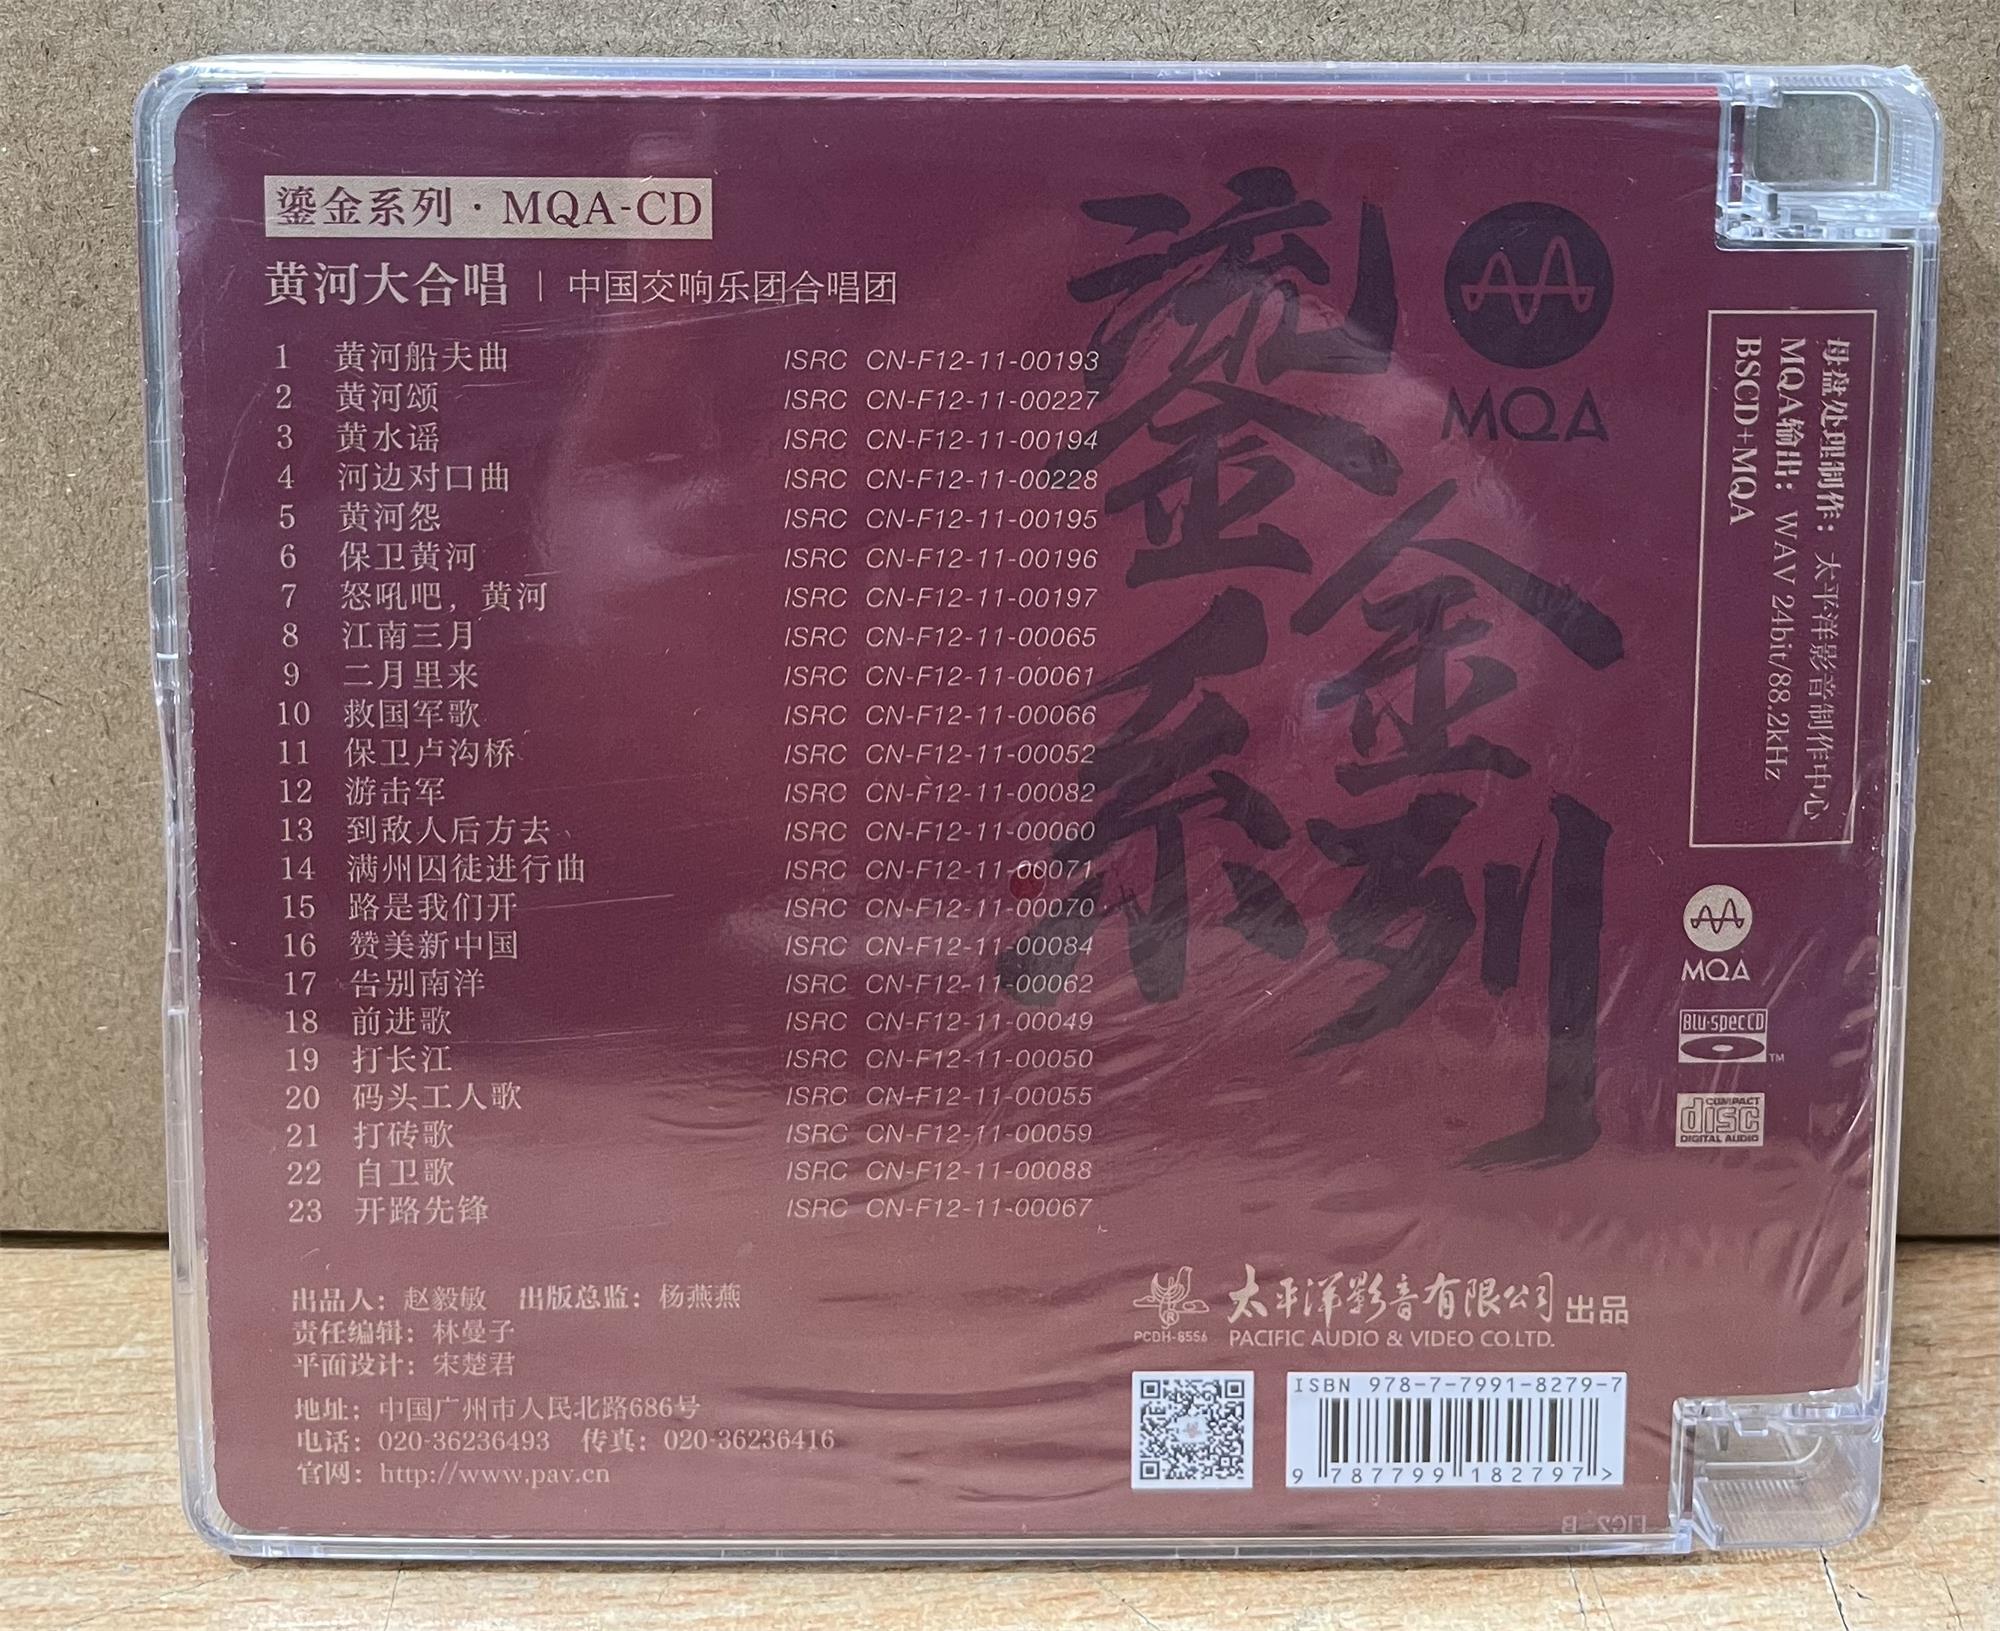 鎏金系列 · MQA-CD
黄河大合唱 | 中国交响乐团合唱团
1 黄河船夫曲 ISRC CN-F12-11-00193
2 黄河颂 ISRC CN-F12-11-00227
3 黄水谣 ISRC CN-F12-11-00194
4 河边对口曲 ISRC CN-F12-11-00228
5 黄河怨 ISRC CN-F12-11-00195
6 保卫黄河 ISRC CN-F12-11-00196
7 怒吼吧，黄河 ISRC CN-F12-11-00197
8 江南三月 ISRC CN-F12-11-00065
9 二月里来 ISRC CN-F12-11-00061
10 救国军歌 ISRC CN-F12-11-00066
11 保卫卢沟桥 ISRC CN-F12-11-00052
12 游击军 ISRC CN-F12-11-00082
13 到敌人后方去 ISRC CN-F12-11-00060
14 满州囚徒进行曲 ISRC CN-F12-11-00071
15 路是我们开 ISRC CN-F12-11-00070
16 赞美新中国 ISRC CN-F12-11-00084
17 告别南洋 ISRC CN-F12-11-00062
18 前进歌 ISRC CN-F12-11-00049
19 打长江 ISRC CN-F12-11-00050
20 码头工人歌 ISRC CN-F12-11-00055
21 打砖歌 ISRC CN-F12-11-00059
22 自卫歌 ISRC CN-F12-11-00088
23 开路先锋 ISRC CN-F12-11-00067
鎏金系列
MQA
母盘处理制作：太平洋影音制作中心
MQA输出：WAV 24bit/88.2kHz
BSCD+MQA
MQA
Blu-specCD
TM
COMPACT
disc
DIGITAL AUDIO
出品人：赵毅敏 出版总监：杨燕燕
责任编辑：林曼子
平面设计：宋楚君
地址：中国广州市人民北路686号
电话：020-36236493 传真：020-36236416
官网：http://www.pav.cn
太平洋影音有限公司 出品
PCDH-8556
PACIFIC AUDIO & VIDEO CO.LTD.
ISBN 978-7-7991-8279-7
9 787799 182797 >